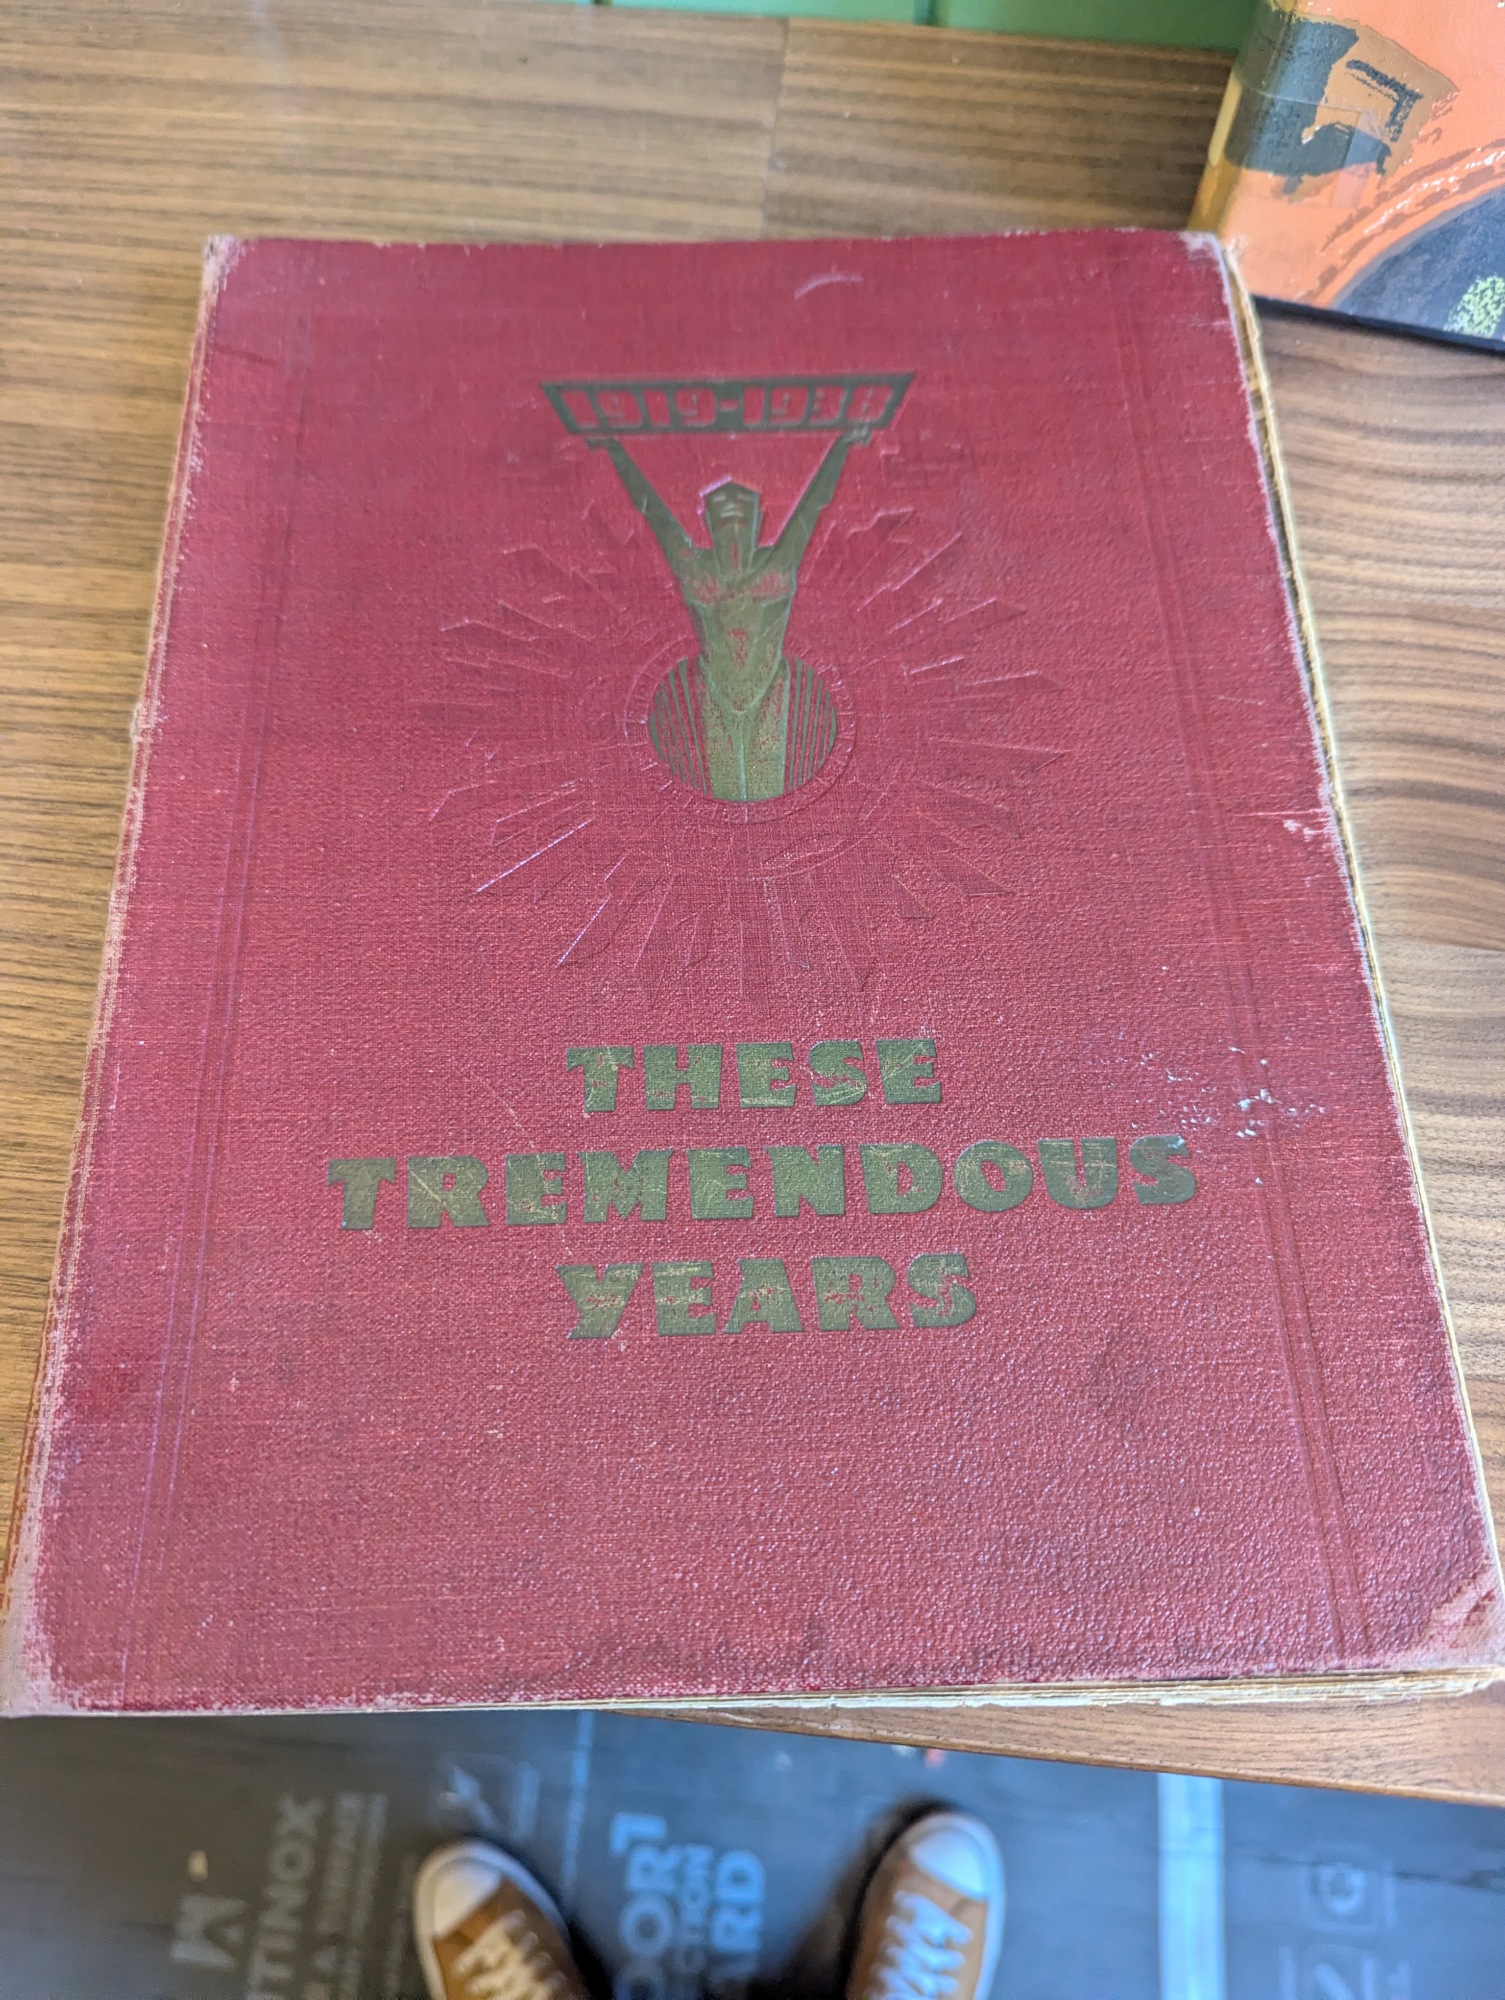 1919-1938
THESE
TREMENDOUS
YEARS